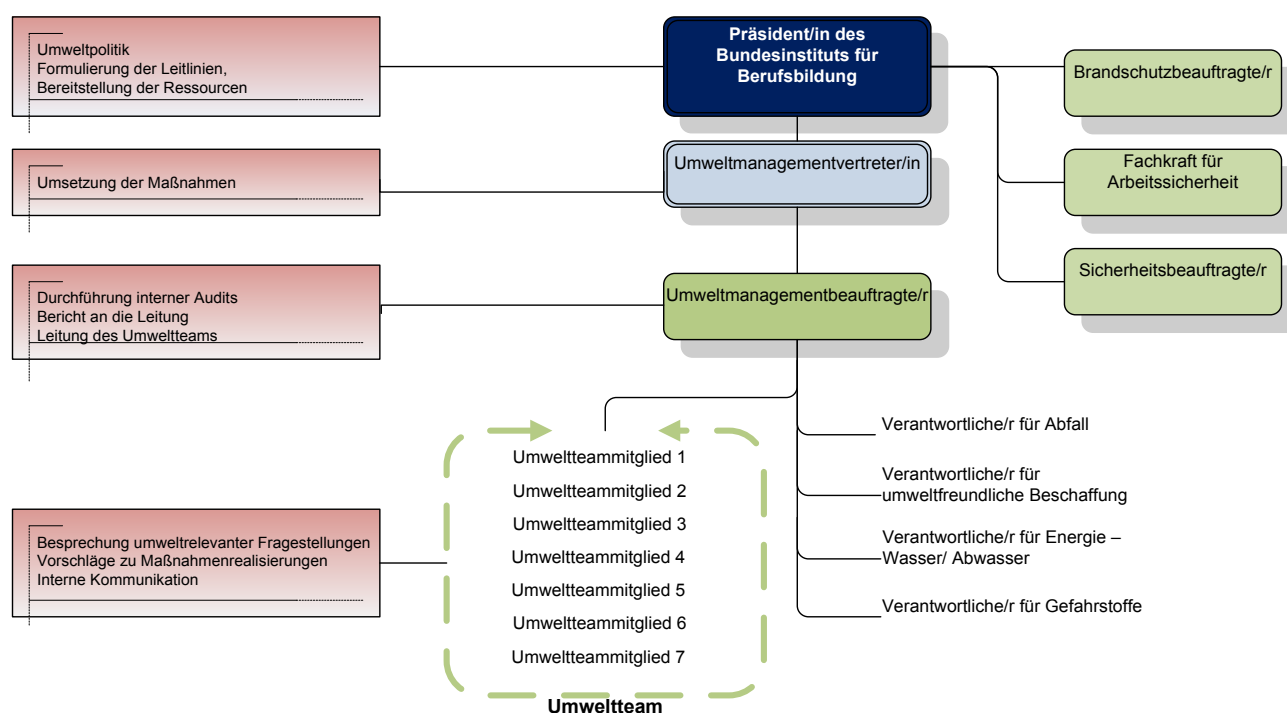 Umweltpolitik
Formulierung der Leitlinien,
Bereitstellung der Ressourcen
Präsident/in des
Bundesinstituts für
Berufsbildung
Brandschutzbeauftragte/r
Umsetzung der Maßnahmen
Umweltmanagementvertreter/in
Fachkraft für
Arbeitssicherheit
Sicherheitsbeauftragte/r
Durchführung interner Audits
Bericht an die Leitung
Leitung des Umweltteams
Umweltmanagementbeauftragte/r
Besprechung umweltrelevanter Fragestellungen
Vorschläge zu Maßnahmenrealisierungen
Interne Kommunikation
Umweltteammitglied 1
Umweltteammitglied 2
Umweltteammitglied 3
Umweltteammitglied 4
Umweltteammitglied 5
Umweltteammitglied 6
Umweltteammitglied 7
Umweltteam
Verantwortliche/r für Abfall
Verantwortliche/r für
umweltfreundliche Beschaffung
Verantwortliche/r für Energie –
Wasser/ Abwasser
Verantwortliche/r für Gefahrstoffe